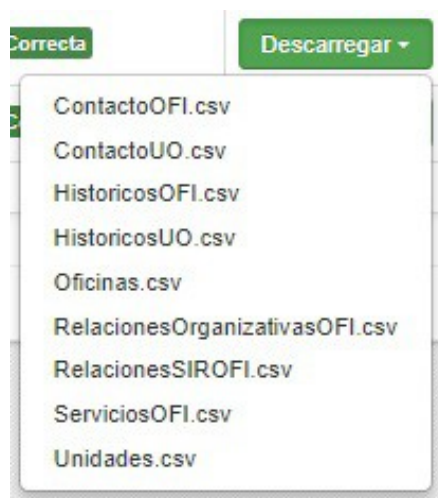 Correcta
Descarregar
ContactoOFI.csv
ContactoUO.csv
HistoricosOFI.csv
HistoricosUO.csv
Oficinas.csv
RelacionesOrganizativasOFI.csv
RelacionesSIROFI.csv
ServiciosOFI.csv
Unidades.csv